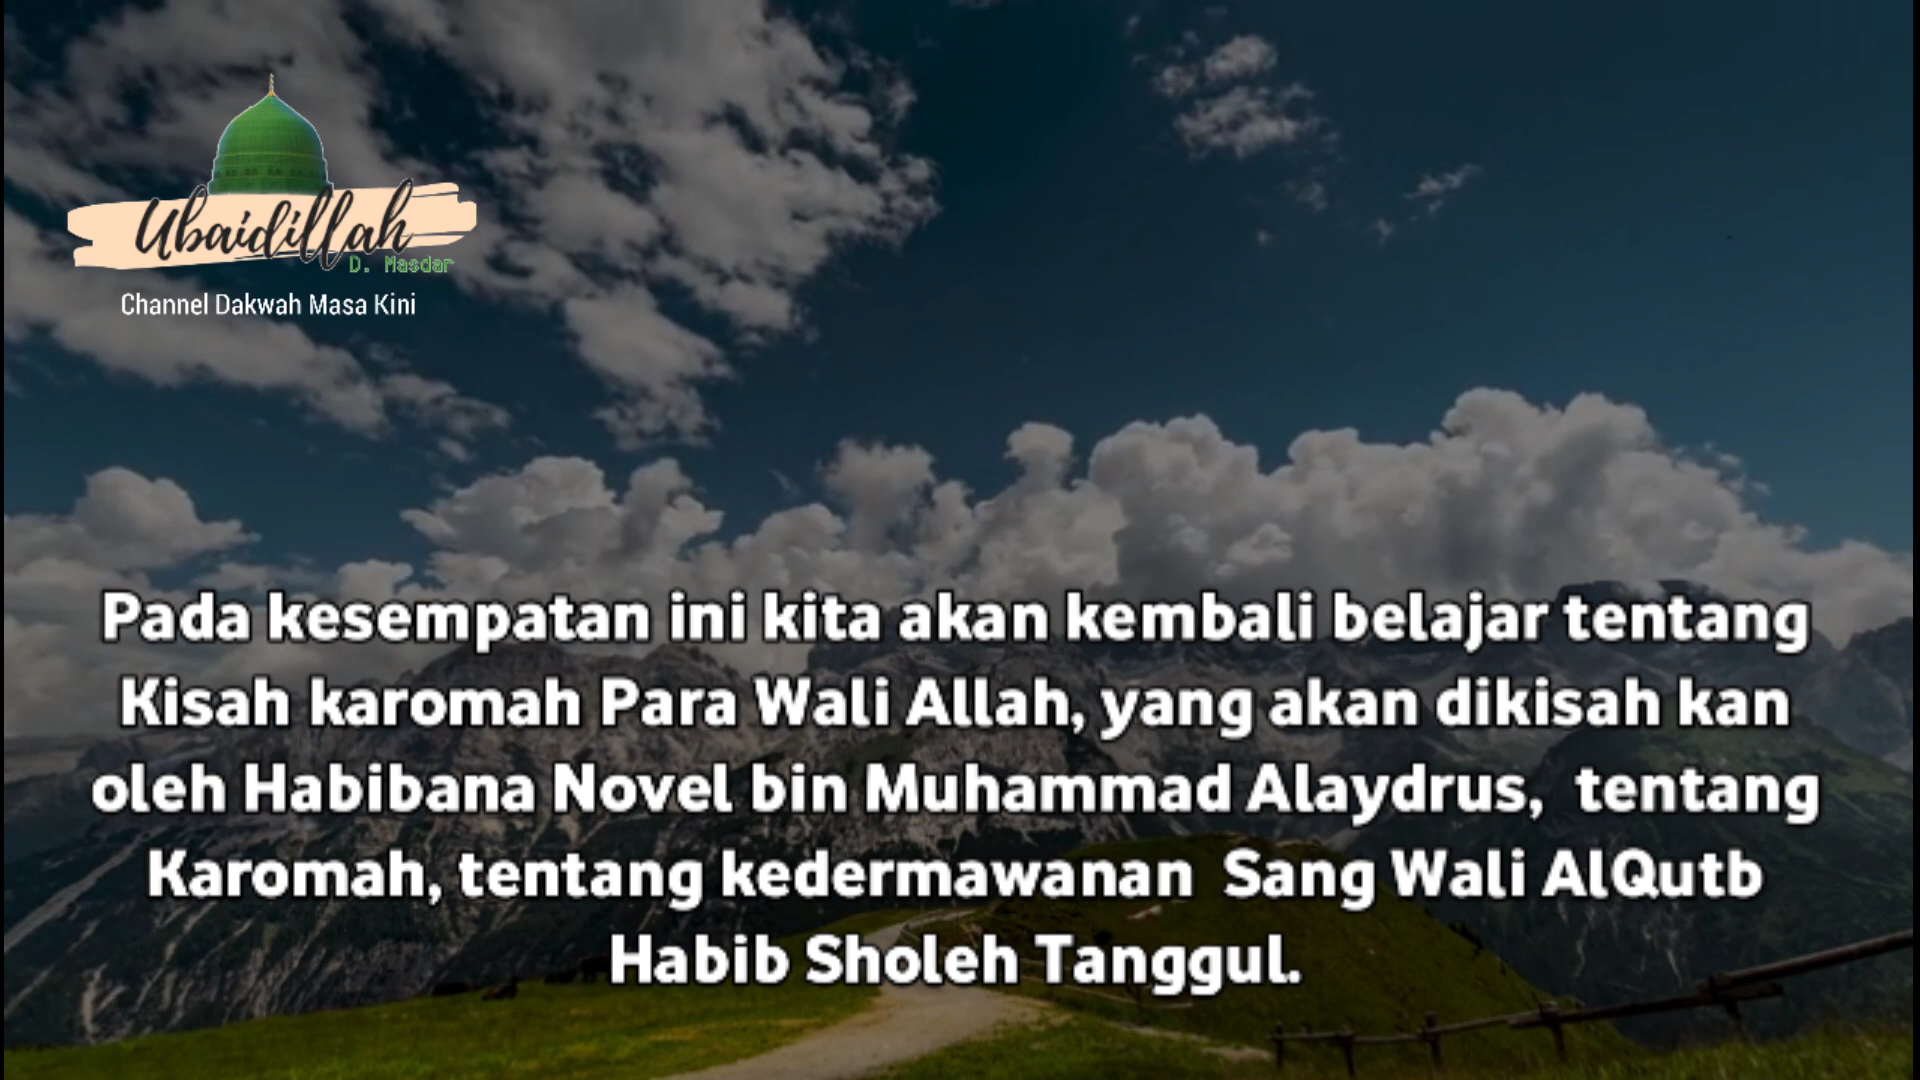 Ubaidillah
D. Masdar
Channel Dakwah Masa Kini
Pada kesempatan ini kita akan kembali belajar tentang
Kisah karomah Para Wali Allah, yang akan dikisah kan
oleh Habibana Novel bin Muhammad Alaydrus,  tentang
Karomah, tentang kedermawanan  Sang Wali AlQutb
Habib Sholeh Tanggul.